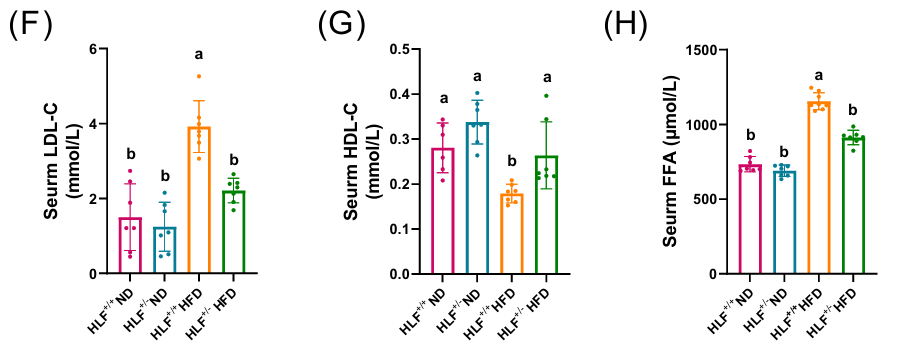 (F)
Seurm LDL-C
(mmol/L)
6
4
2
0
b
b
a
b
HLF+/+ ND
HLF+/- ND
HLF+/+ HFD
HLF+/- HFD
(G)
Seurm HDL-C
(mmol/L)
0.5
0.4
0.3
0.2
0.1
0.0
a
a
b
a
HLF+/+ ND
HLF+/- ND
HLF+/+ HFD
HLF+/- HFD
(H)
Seurm FFA (μmol/L)
1500
1000
500
0
b
b
a
b
HLF+/+ ND
HLF+/- ND
HLF+/+ HFD
HLF+/- HFD